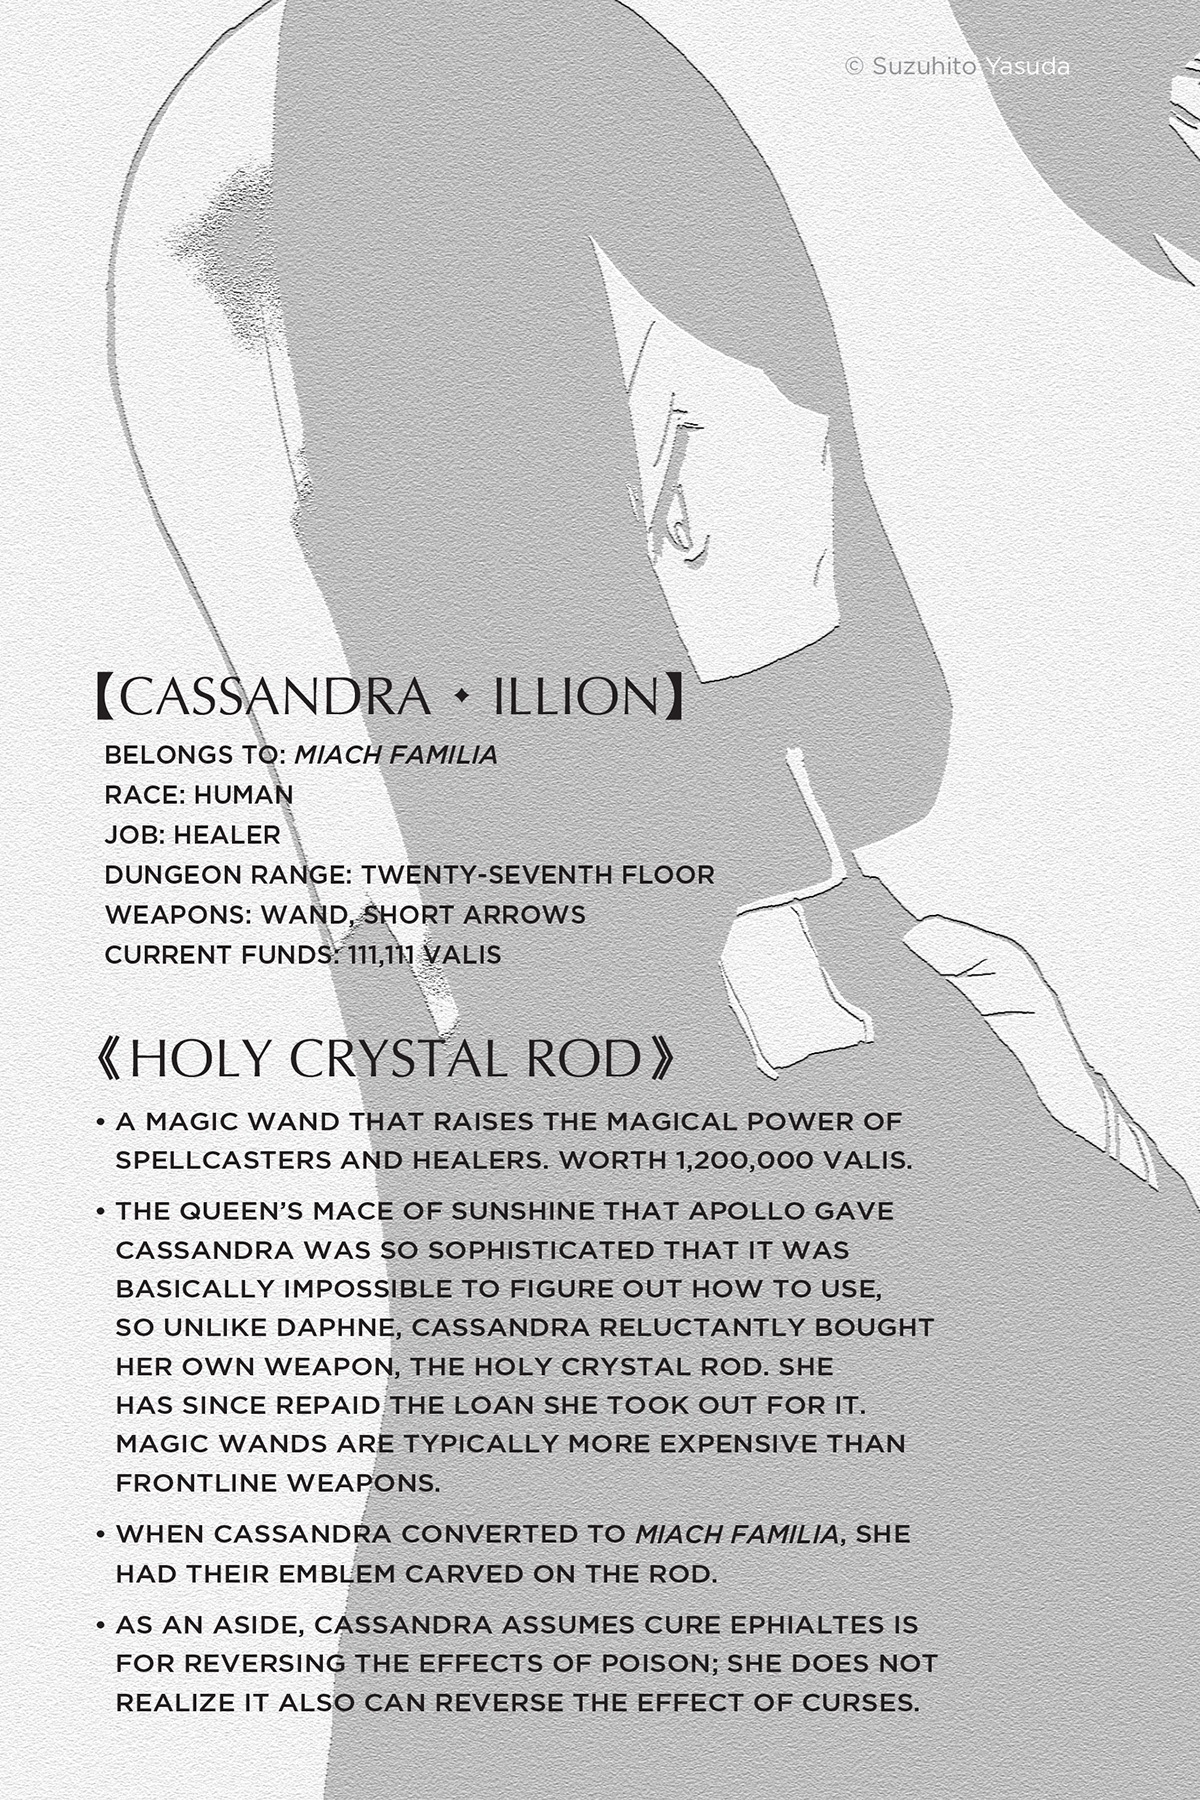 © Suzuhito Yasuda
【CASSANDRA ✦ ILLION】
BELONGS TO: MIACH FAMILIA
RACE: HUMAN
JOB: HEALER
DUNGEON RANGE: TWENTY-SEVENTH FLOOR
WEAPONS: WAND, SHORT ARROWS
CURRENT FUNDS: 111,111 VALIS
《HOLY CRYSTAL ROD》
• A MAGIC WAND THAT RAISES THE MAGICAL POWER OF
SPELLCASTERS AND HEALERS. WORTH 1,200,000 VALIS.
• THE QUEEN’S MACE OF SUNSHINE THAT APOLLO GAVE
CASSANDRA WAS SO SOPHISTICATED THAT IT WAS
BASICALLY IMPOSSIBLE TO FIGURE OUT HOW TO USE,
SO UNLIKE DAPHNE, CASSANDRA RELUCTANTLY BOUGHT
HER OWN WEAPON, THE HOLY CRYSTAL ROD. SHE
HAS SINCE REPAID THE LOAN SHE TOOK OUT FOR IT.
MAGIC WANDS ARE TYPICALLY MORE EXPENSIVE THAN
FRONTLINE WEAPONS.
• WHEN CASSANDRA CONVERTED TO MIACH FAMILIA, SHE
HAD THEIR EMBLEM CARVED ON THE ROD.
• AS AN ASIDE, CASSANDRA ASSUMES CURE EPHIALTES IS
FOR REVERSING THE EFFECTS OF POISON; SHE DOES NOT
REALIZE IT ALSO CAN REVERSE THE EFFECT OF CURSES.